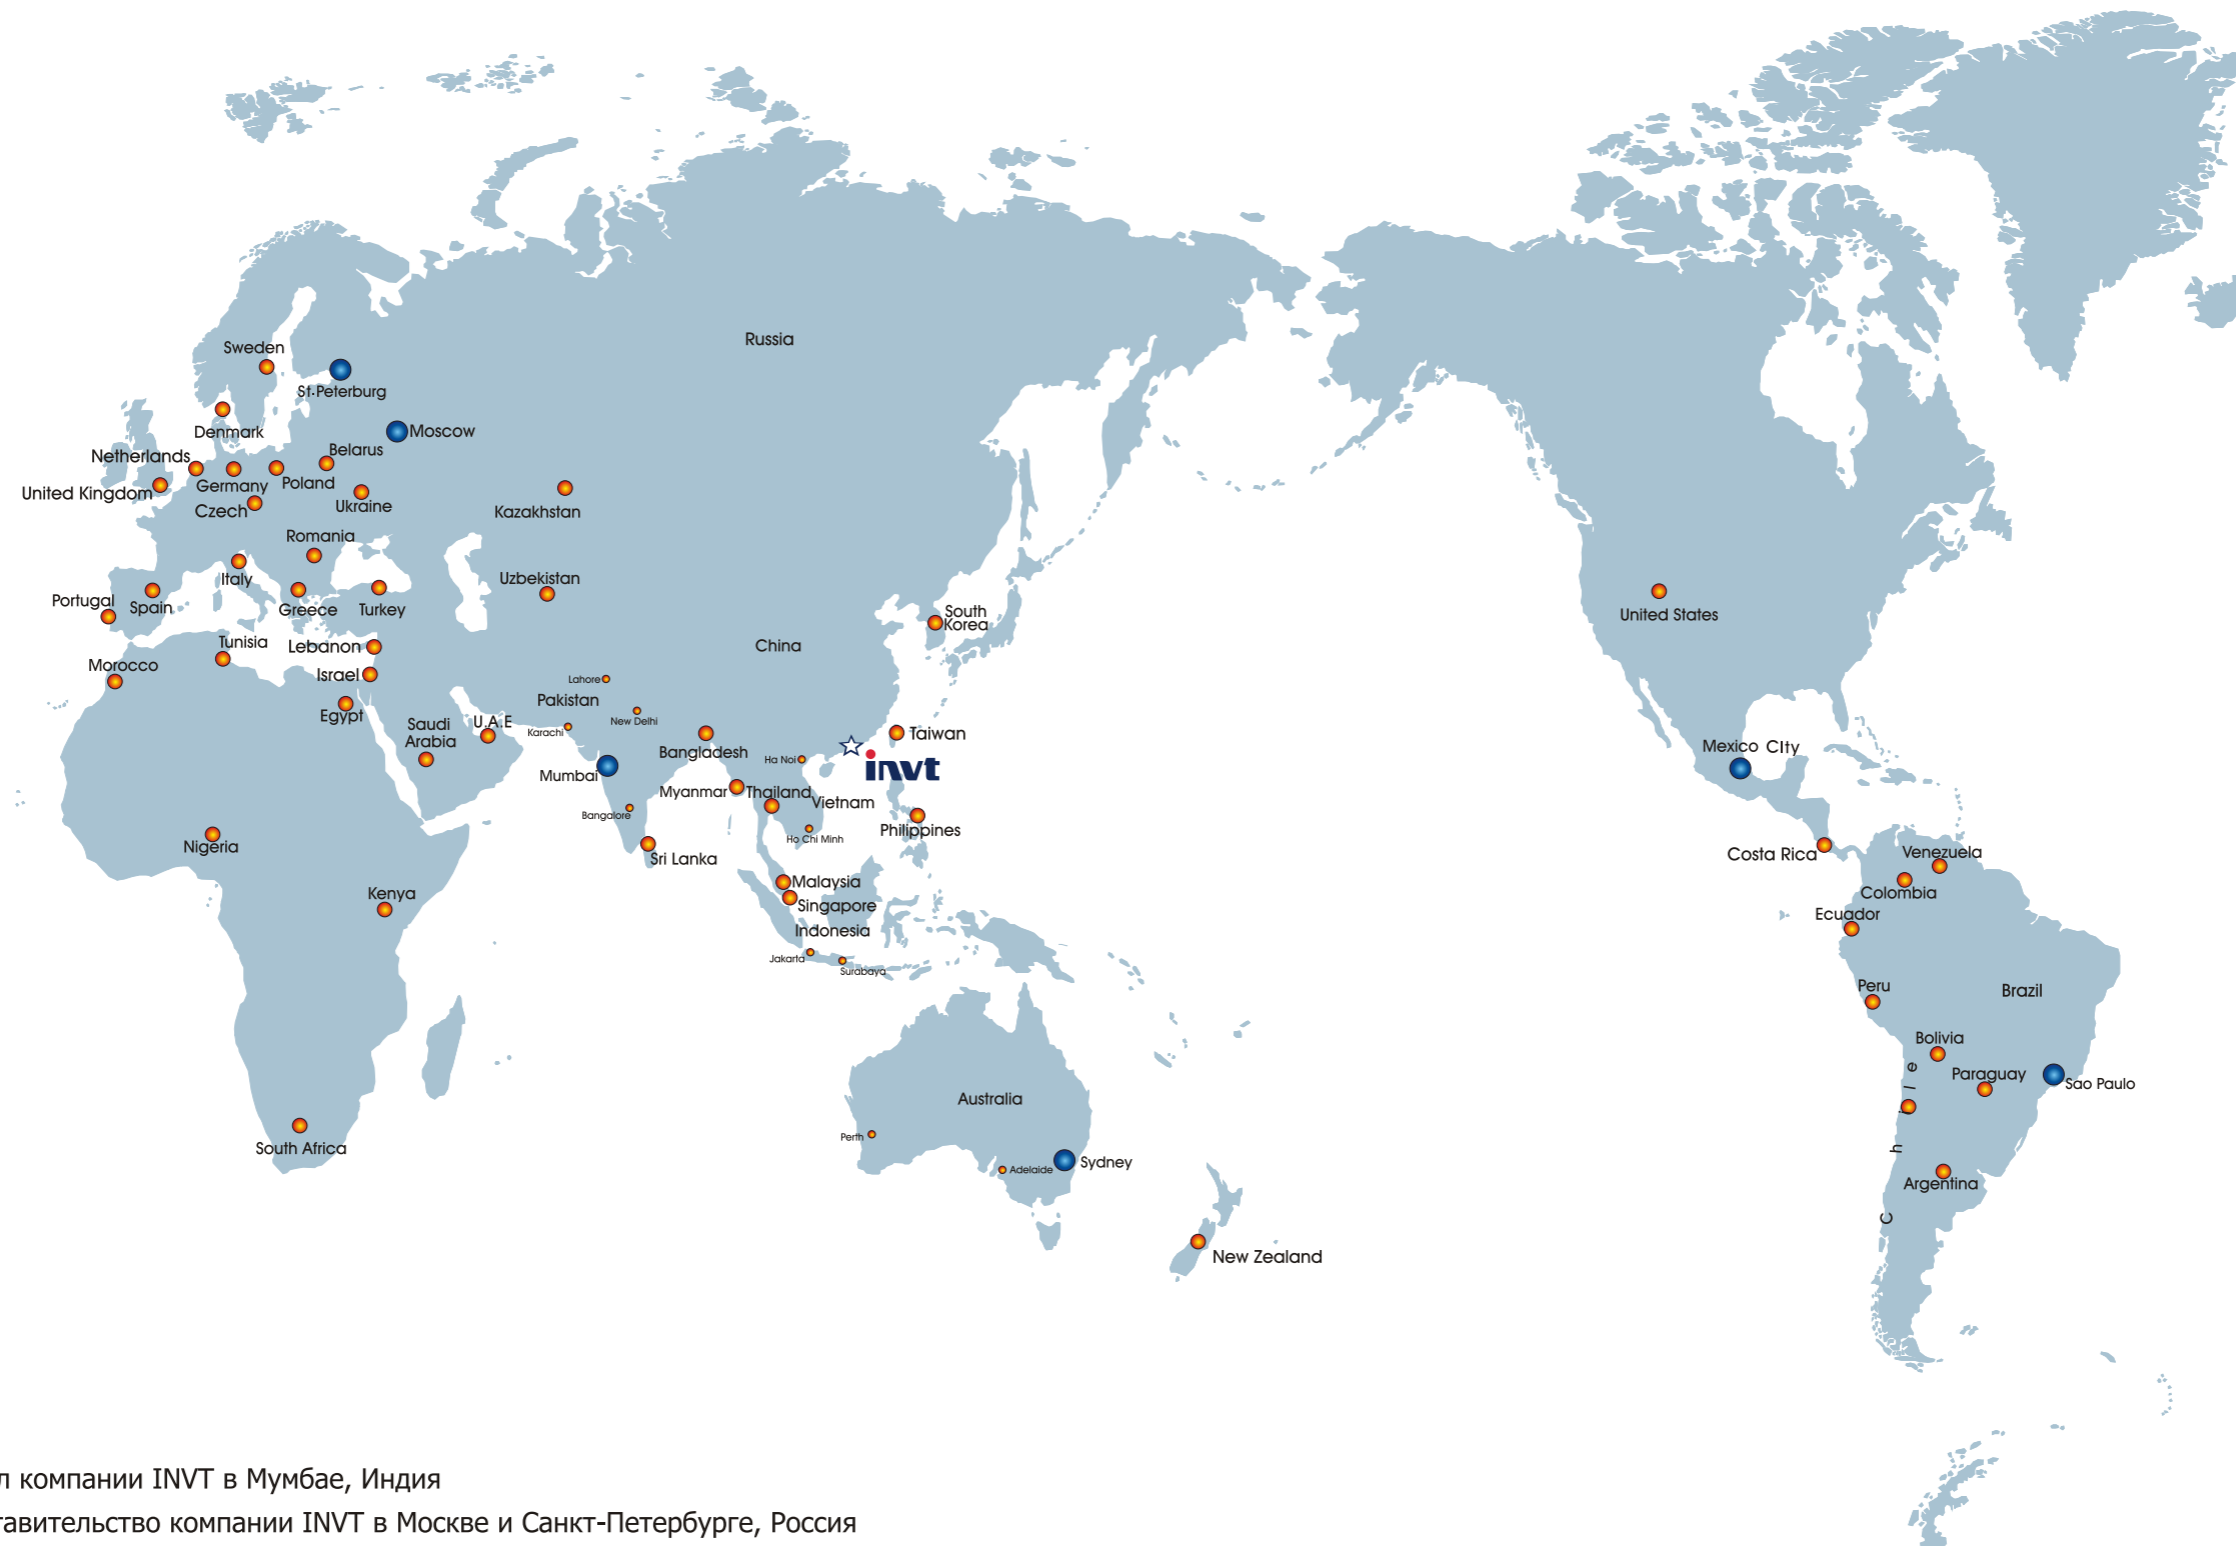 Russia
Sweden
St.Peterburg
Denmark
Moscow
Belarus
Netherlands
Germany
Poland
United Kingdom
Czech
Ukraine
Kazakhstan
Romania
Italy
Uzbekistan
Portugal
Spain
Greece
Turkey
South
Korea
United States
Tunisia
Lebanon
China
Morocco
Israel
Lahore
Pakistan
Egypt
Saudi
Arabia
U.A.E
New Delhi
Karachi
Taiwan
Bangladesh
Ha Noi
invt
Mexico CIty
Mumbai
Myanmar
Thailand
Vietnam
Bangalore
Philippines
Ho Chi Minh
Nigeria
Sri Lanka
Costa Rica
Venezuela
Malaysia
Colombia
Kenya
Singapore
Ecuador
Indonesia
Jakarta
Surabaya
Peru
Brazil
Bolivia
Paraguay
Sao Paulo
Chile
Australia
Perth
South Africa
Adelaide
Sydney
Argentina
New Zealand
л компании INVT в Мумбае, Индия
тавительство компании INVT в Москве и Санкт-Петербурге, Россия